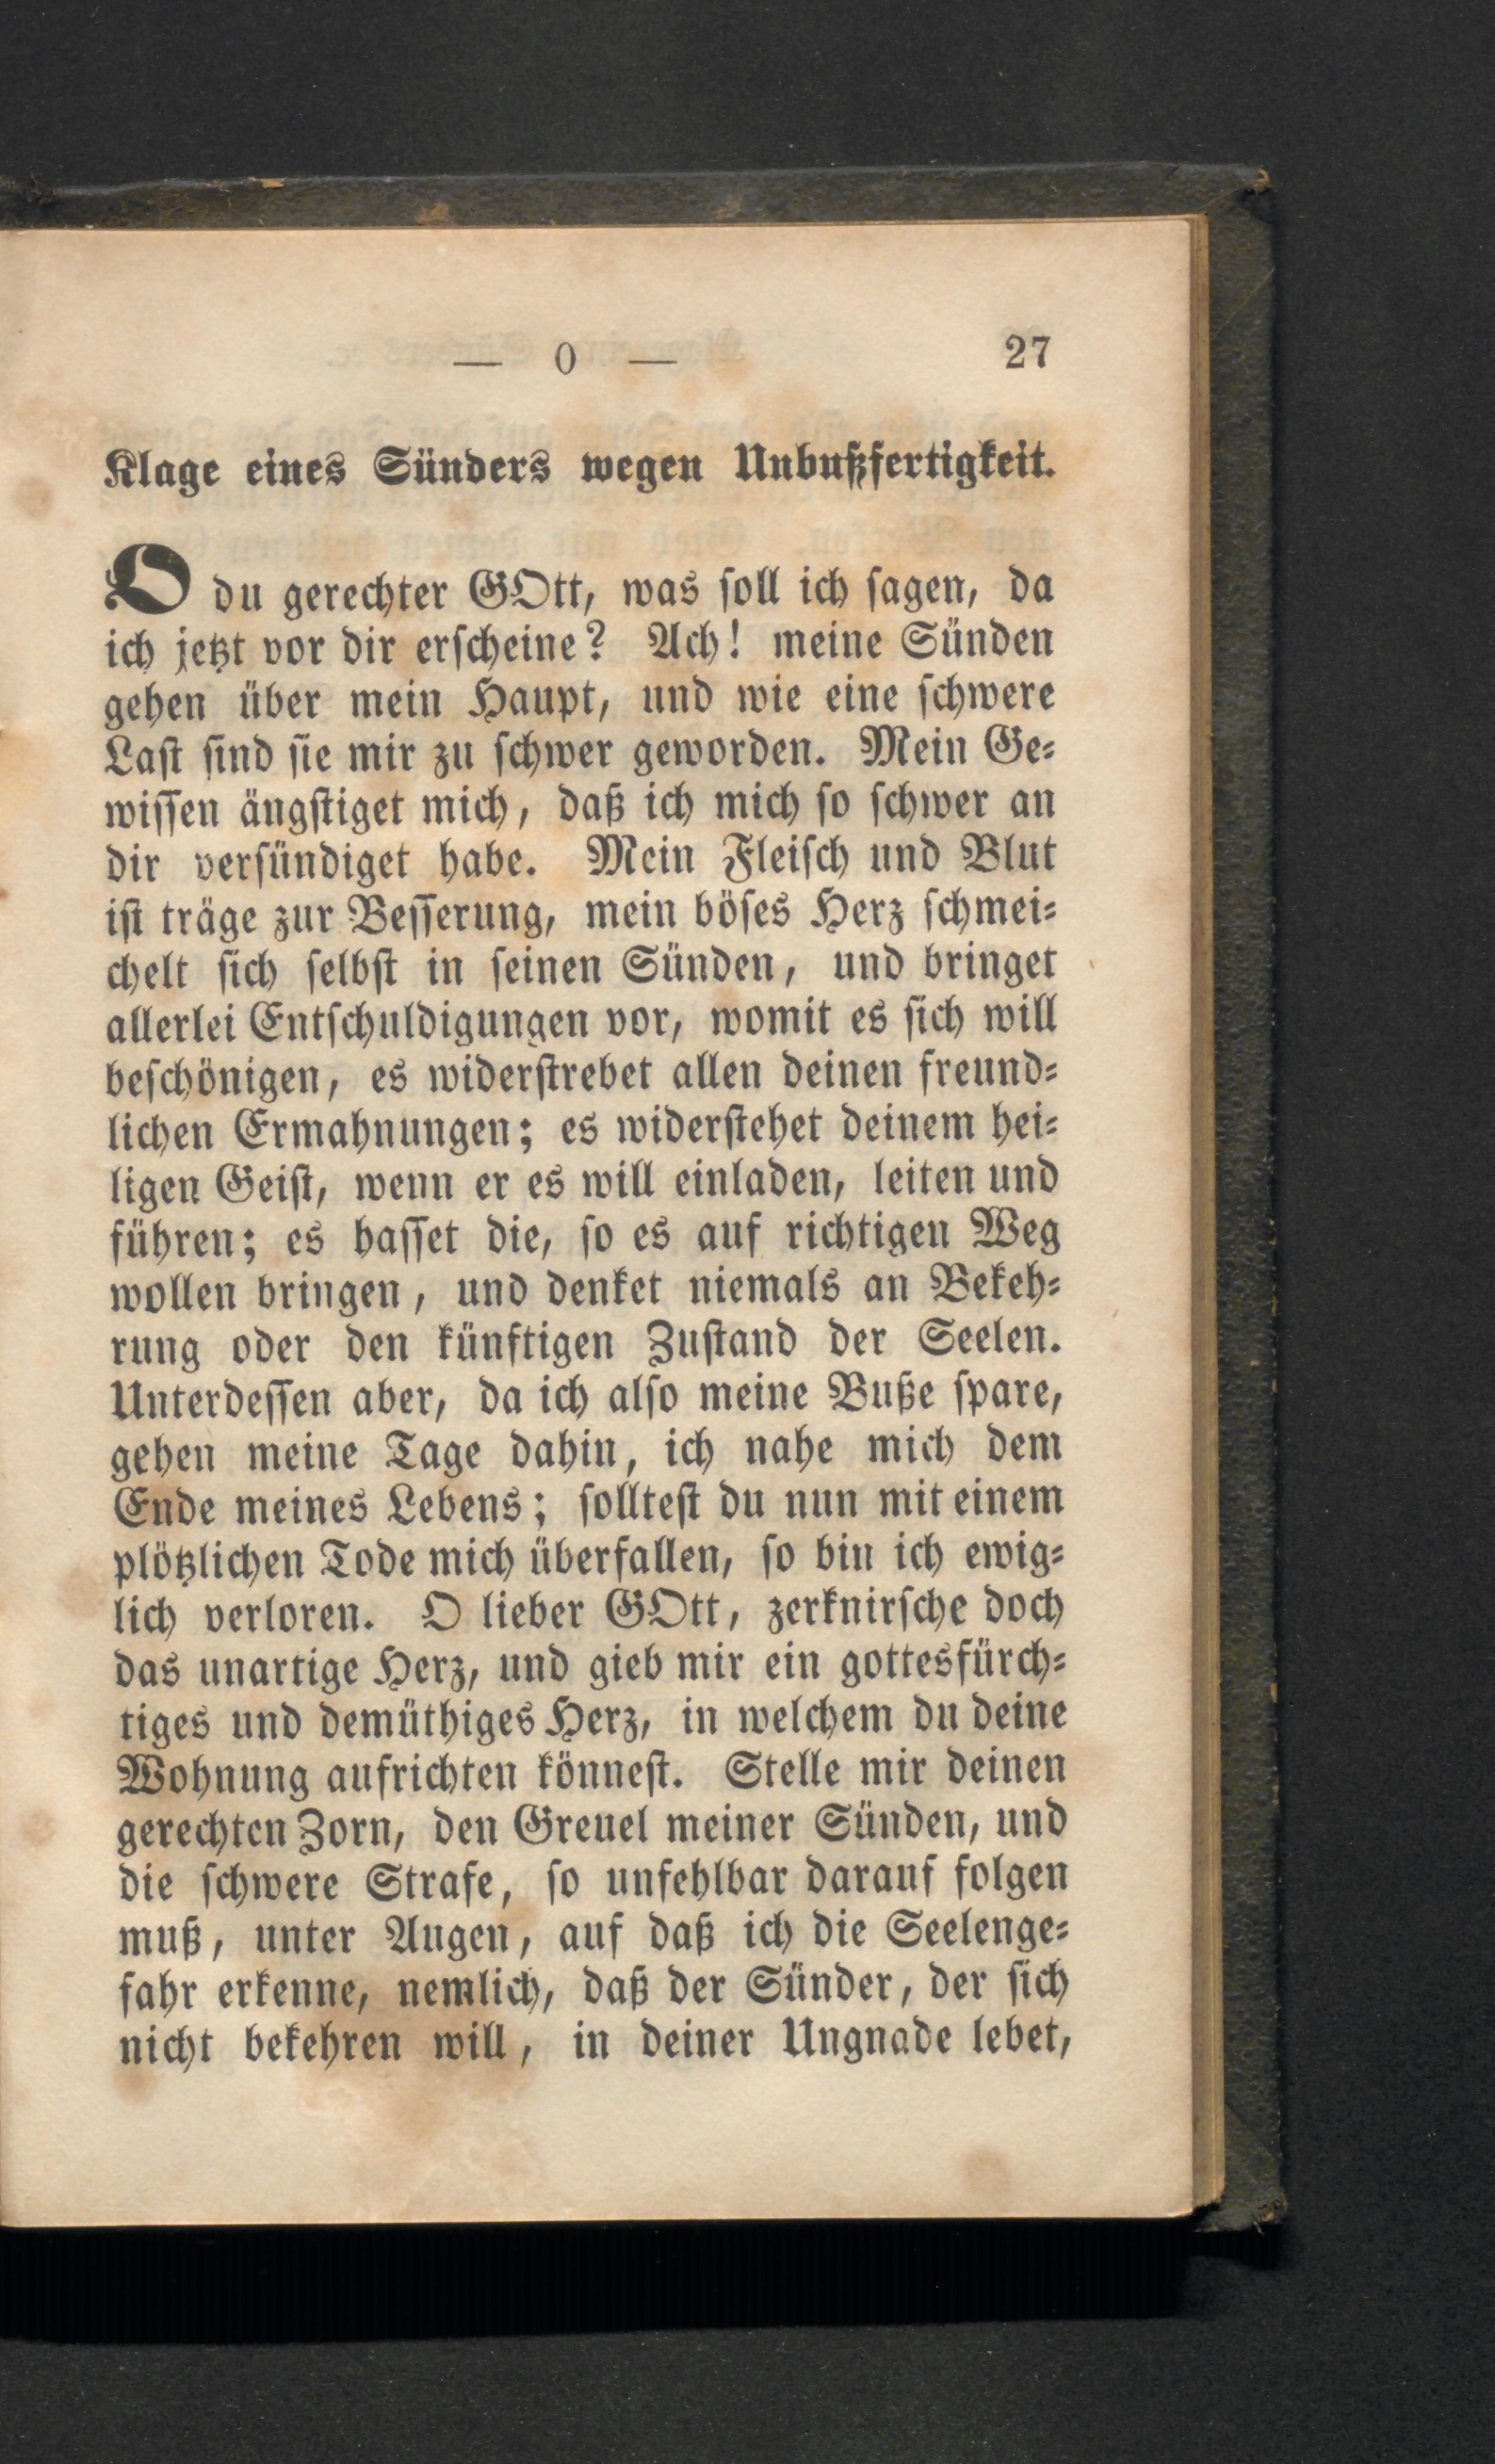 — 0 — 27
Klage eines Sünders wegen Unbußfertigkeit.
O du gerechter GOtt, was ſoll ich ſagen, da
ich jetzt vor dir erſcheine? Ach! meine Sünden
gehen über mein Haupt, und wie eine ſchwere
Laſt ſind ſie mir zu ſchwer geworden. Mein Ge⸗
wiſſen ängſtiget mich, daß ich mich ſo ſchwer an
dir verſündiget habe. Mein Fleiſch und Blut
iſt träge zur Beſſerung, mein böſes Herz ſchmei⸗
chelt ſich ſelbſt in ſeinen Sünden, und bringet
allerlei Entſchuldigungen vor, womit es ſich will
beſchönigen, es widerſtrebet allen deinen freund⸗
lichen Ermahnungen; es widerſtehet deinem hei⸗
ligen Geiſt, wenn er es will einladen, leiten und
führen; es haſſet die, ſo es auf richtigen Weg
wollen bringen, und denket niemals an Bekeh⸗
rung oder den künftigen Zuſtand der Seelen.
Unterdeſſen aber, da ich alſo meine Buße ſpare,
gehen meine Tage dahin, ich nahe mich dem
Ende meines Lebens; ſollteſt du nun mit einem
plötzlichen Tode mich überfallen, ſo bin ich ewig⸗
lich verloren. O lieber GOtt, zerknirſche doch
das unartige Herz, und gieb mir ein gottesfürch⸗
tiges und demüthiges Herz, in welchem du deine
Wohnung aufrichten könneſt. Stelle mir deinen
gerechten Zorn, den Greuel meiner Sünden, und
die ſchwere Strafe, ſo unfehlbar darauf folgen
muß, unter Augen, auf daß ich die Seelenge⸗
fahr erkenne, nemlich, daß der Sünder, der ſich
nicht bekehren will, in deiner Ungnade lebet,